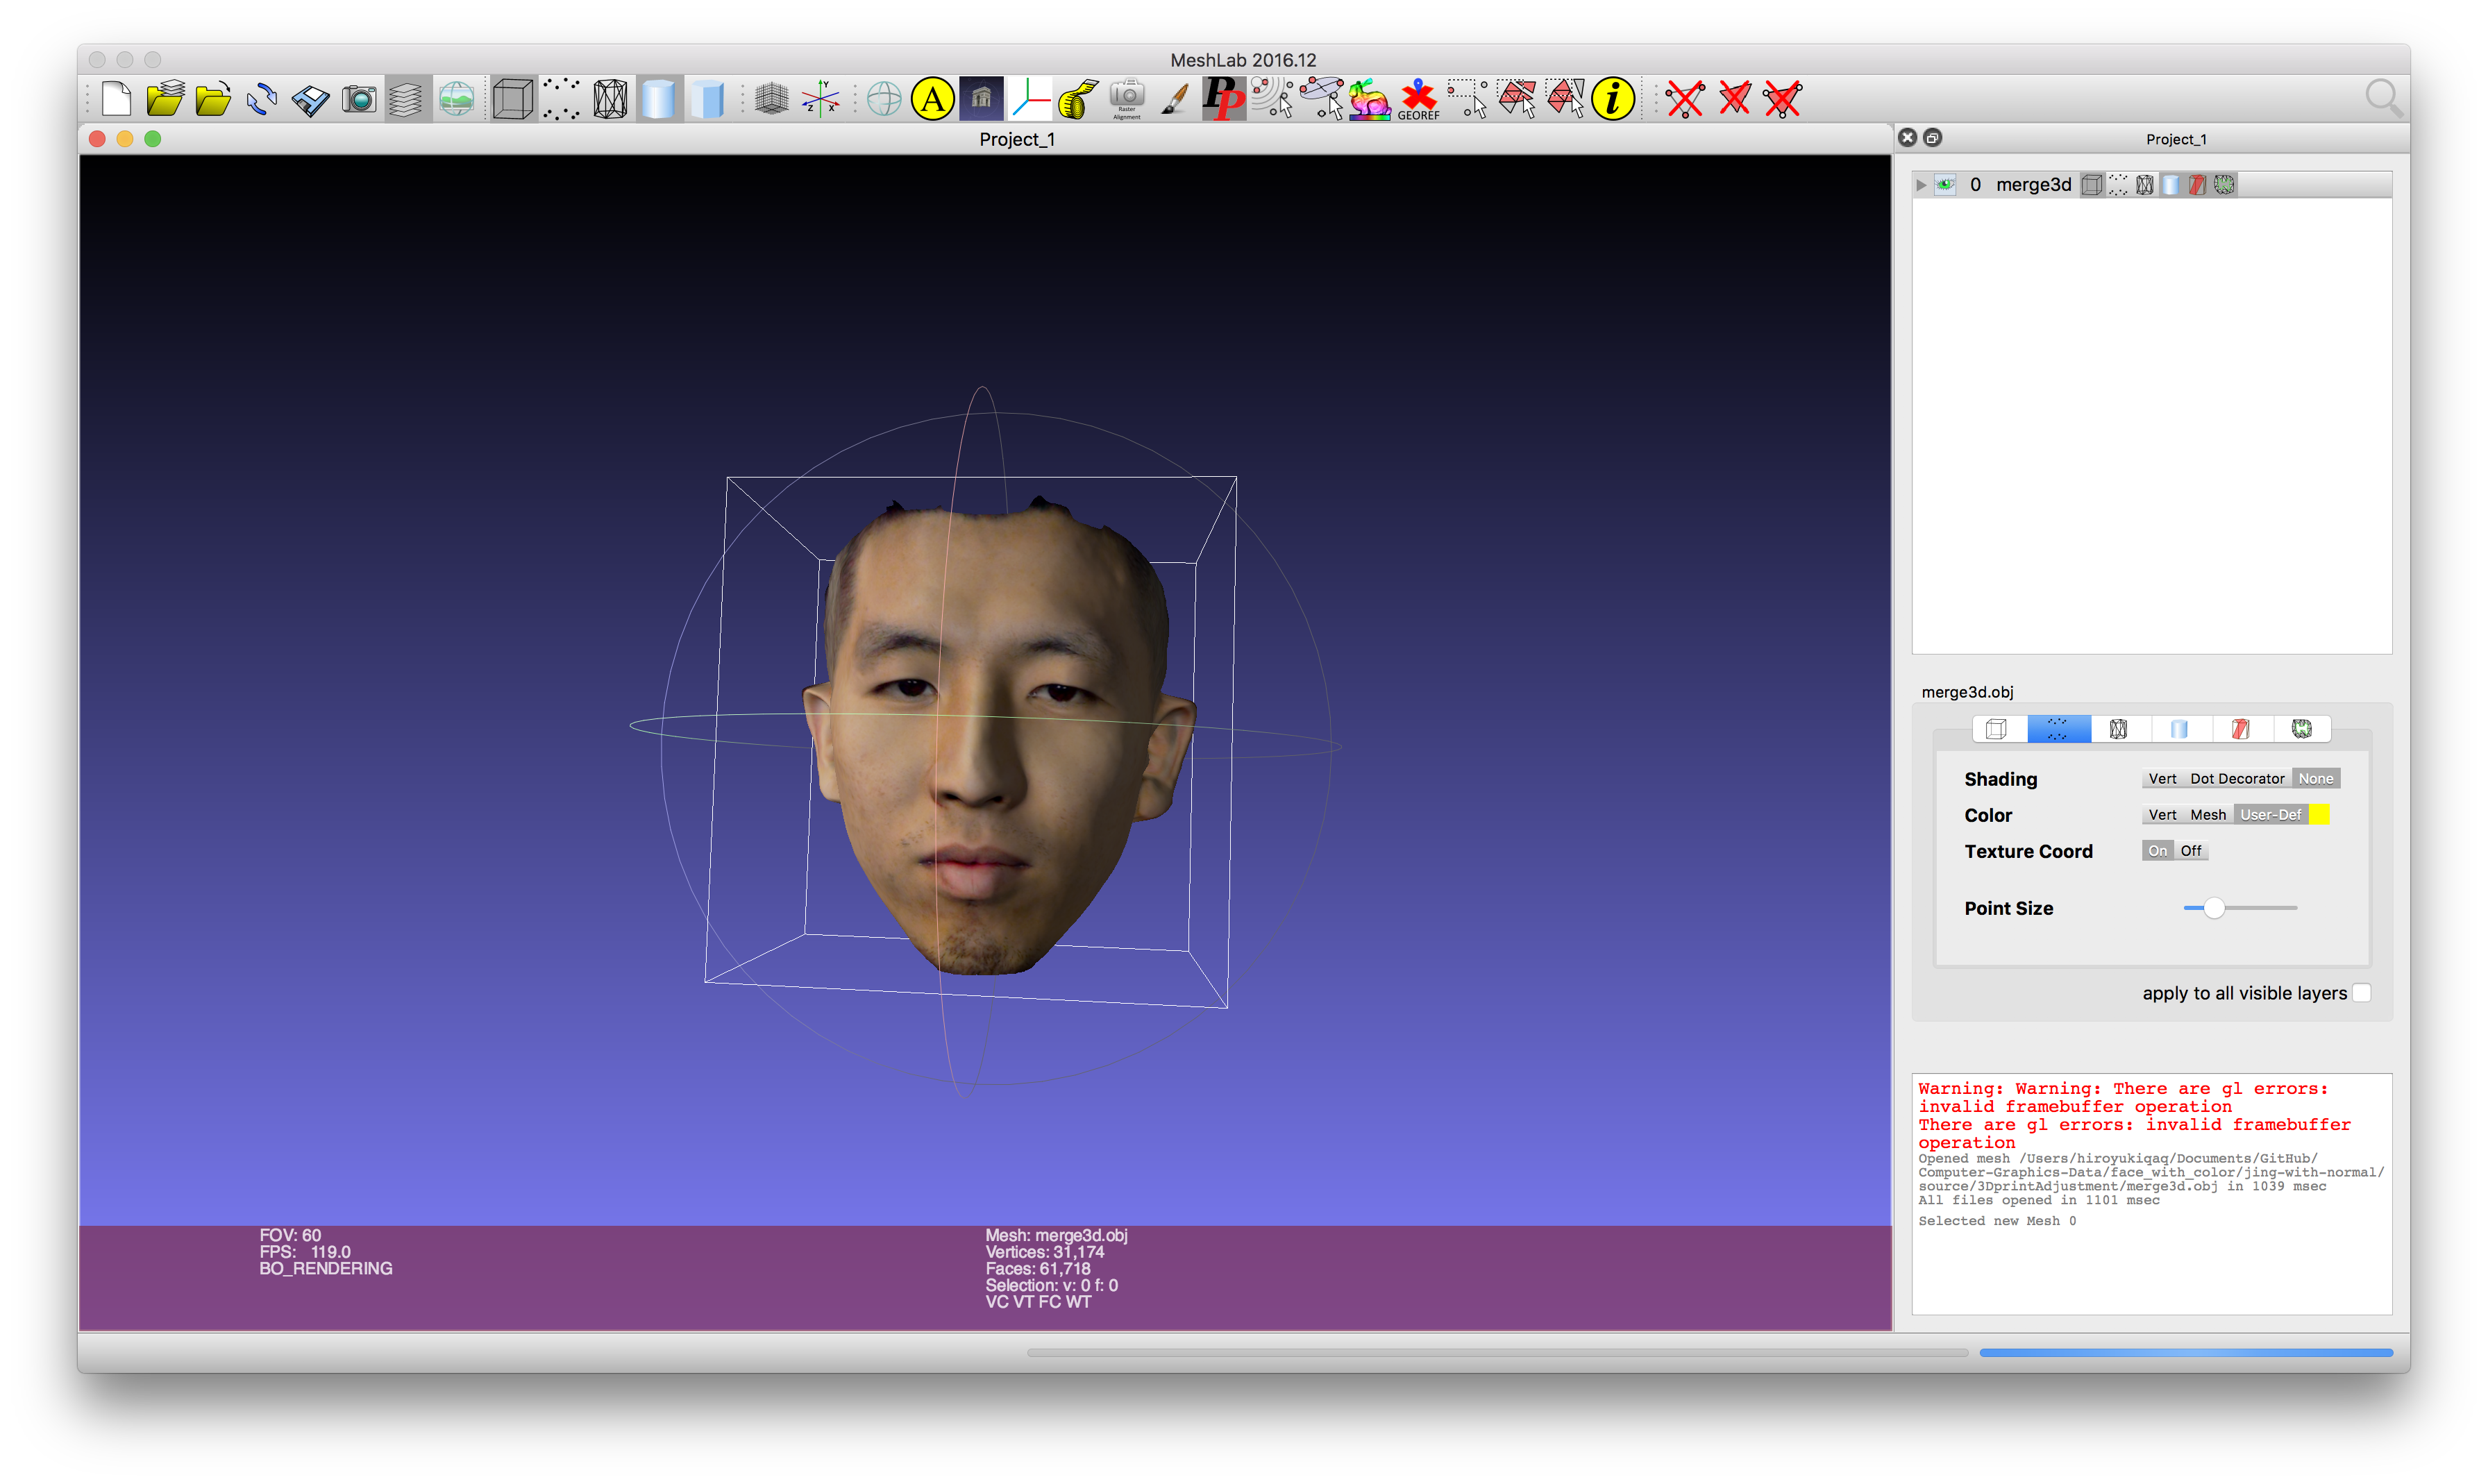 MeshLab 2016.12
A
Raster
Alignment
PP
GEOREF
i
Y
Z X
Project_1
Project_1
0 merge3d
merge3d.obj
Shading Vert Dot Decorator None
Color Vert Mesh User-Def
Texture Coord On Off
Point Size
apply to all visible layers
Warning: Warning: There are gl errors:
invalid framebuffer operation
There are gl errors: invalid framebuffer
operation
Opened mesh /Users/hiroyukiqaq/Documents/GitHub/
Computer-Graphics-Data/face_with_color/jing-with-normal/
source/3DprintAdjustment/merge3d.obj in 1039 msec
All files opened in 1101 msec
Selected new Mesh 0
FOV: 60
FPS: 119.0
BO_RENDERING
Mesh: merge3d.obj
Vertices: 31,174
Faces: 61,718
Selection: v: 0 f: 0
VC VT FC WT